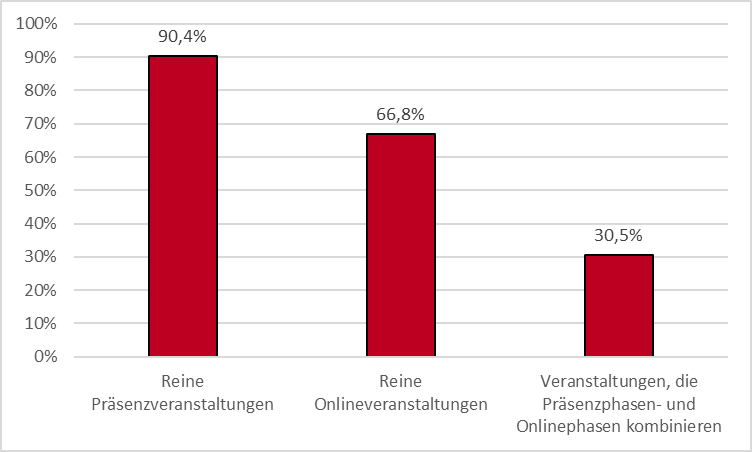 100%
90%
80%
70%
60%
50%
40%
30%
20%
10%
0%
90,4%
66,8%
30,5%
Reine
Präsenzveranstaltungen
Reine
Onlineveranstaltungen
Veranstaltungen, die
Präsenzphasen- und
Onlinephasen kombinieren